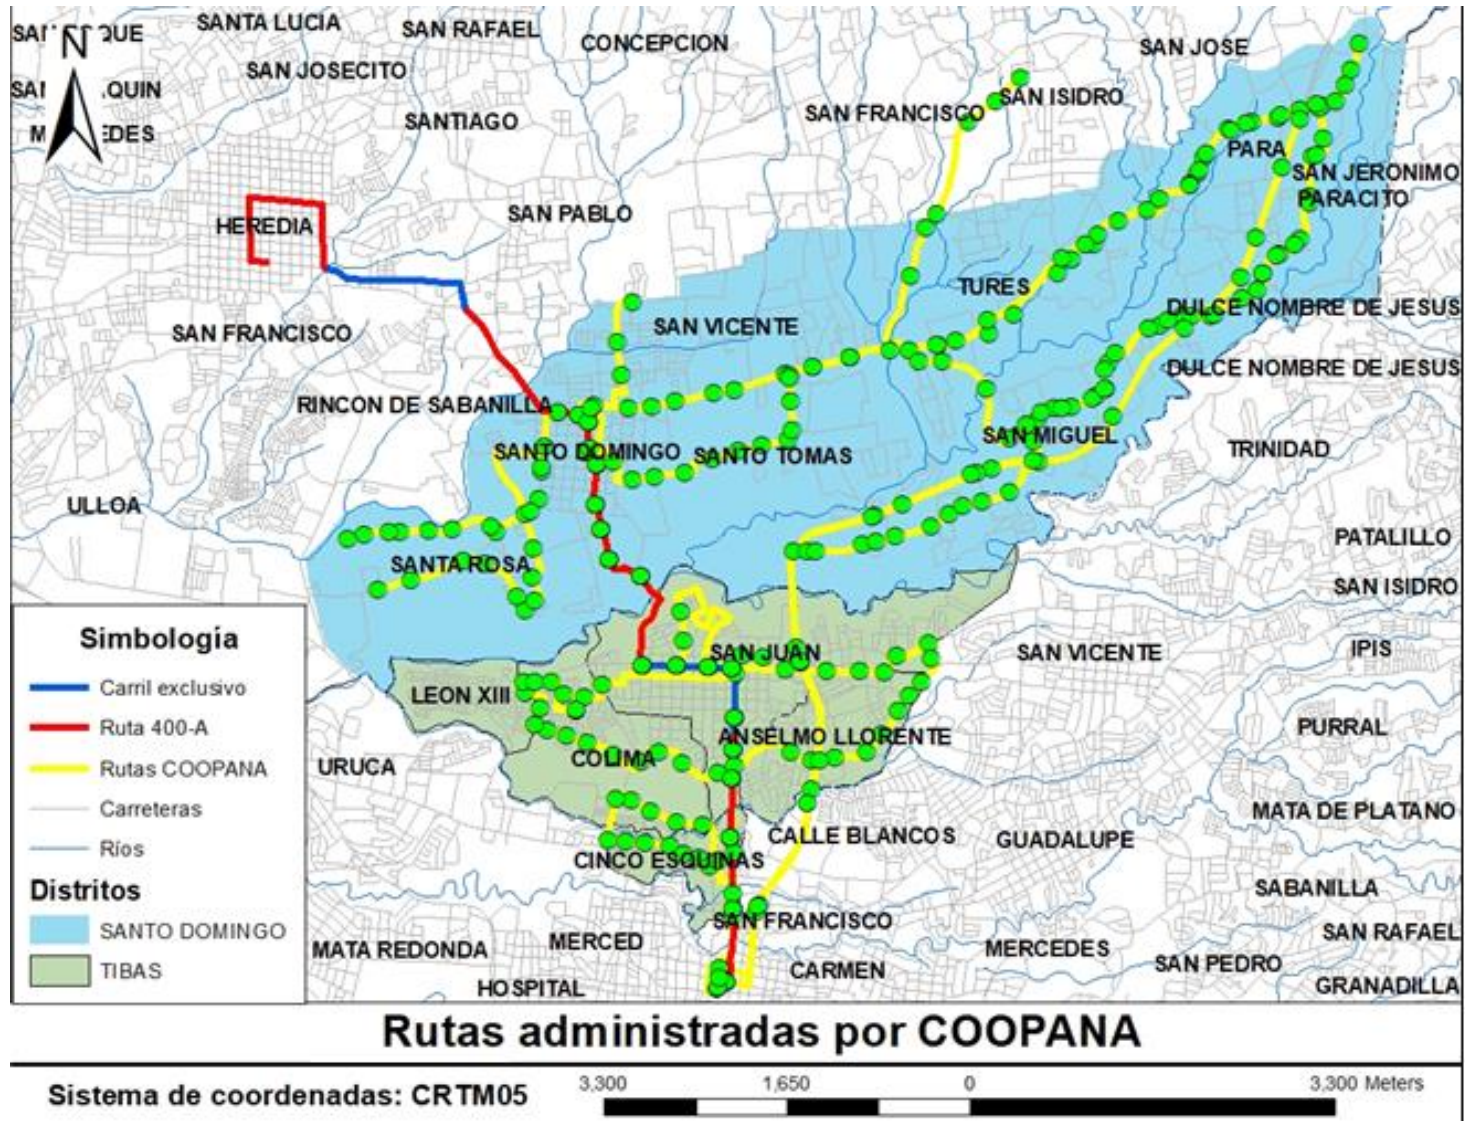 SANTA LUCIA
SAN RAFAEL
CONCEPCION
SAN JOSE
N
SAN JOSECITO
SAN FRANCISCO
SAN ISIDRO
SANTIAGO
PARA
SAN JERONIMO
PARACITO
HEREDIA
SAN PABLO
TURES
DULCE NOMBRE DE JESUS
SAN FRANCISCO
SAN VICENTE
DULCE NOMBRE DE JESUS
RINCON DE SABANILLA
SANTO DOMINGO
SANTO TOMAS
SAN MIGUEL
TRINIDAD
ULLOA
PATALILLO
SANTA ROSA
SAN ISIDRO
SAN JUAN
SAN VICENTE
IPIS
LEON XIII
PURRAL
ANSELMO LLORENTE
COLIMA
URUCA
MATA DE PLATANO
CALLE BLANCOS
GUADALUPE
CINCO ESQUINAS
SABANILLA
SAN FRANCISCO
SAN RAFAEL
MATA REDONDA
MERCED
MERCEDES
SAN PEDRO
CARMEN
HOSPITAL
GRANADILLA
Simbología
Carril exclusivo
Ruta 400-A
Rutas COOPANA
Carreteras
Ríos
Distritos
SANTO DOMINGO
TIBAS
Rutas administradas por COOPANA
Sistema de coordenadas: CRTM05
3,300 1,650 0 3,300 Meters